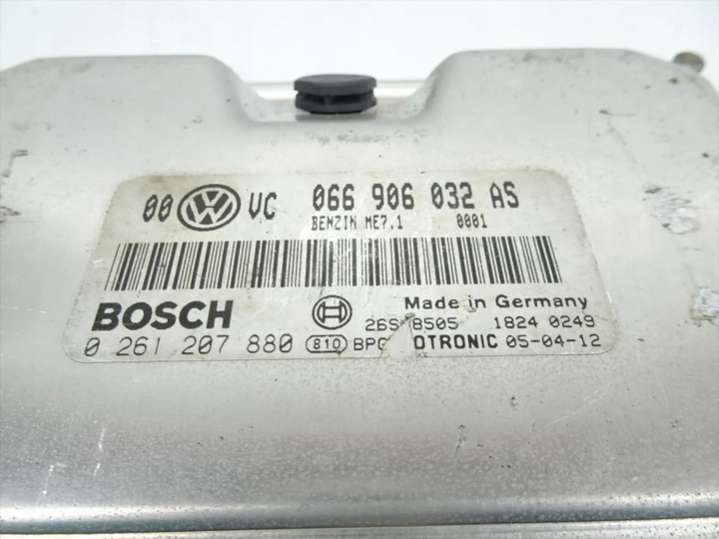 00 VC 066 906 032 AS
BENZIN ME7.1 0001
Made in Germany
BOSCH 26S 8505 1824 0249
0 261 207 880 810 BPC OTRONIC 05-04-12